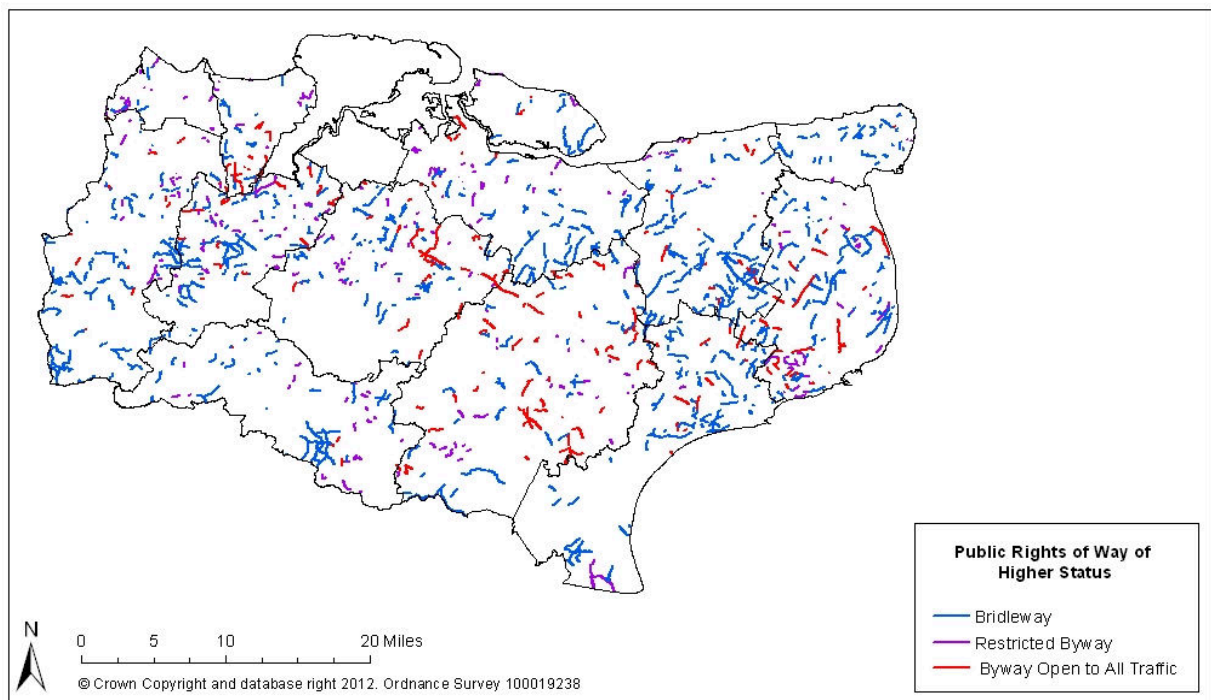 Public Rights of Way of
Higher Status
Bridleway
Restricted Byway
Byway Open to All Traffic
N
0 5 10 20 Miles
© Crown Copyright and database right 2012. Ordnance Survey 100019238